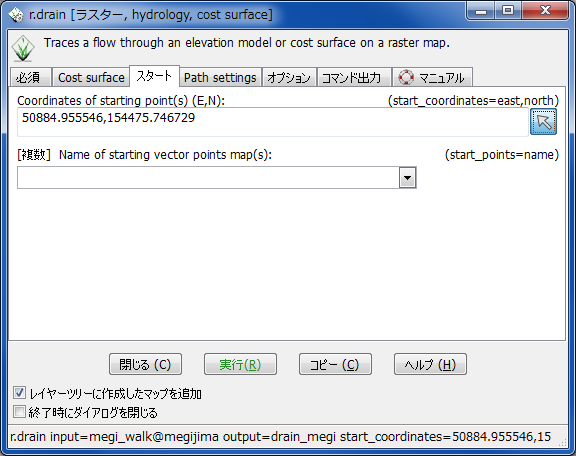 r.drain [ラスター, hydrology, cost surface]
Traces a flow through an elevation model or cost surface on a raster map.
必須 Cost surface スタート Path settings オプション コマンド出力 マニュアル
Coordinates of starting point(s) (E,N): (start_coordinates=east,north)
50884.955546,154475.746729
[複数] Name of starting vector points map(s): (start_points=name)
閉じる (C) 実行(R) コピー (C) ヘルプ (H)
レイヤーツリーに作成したマップを追加
終了時にダイアログを閉じる
r.drain input=megi_walk@megijima output=drain_megi start_coordinates=50884.955546,15